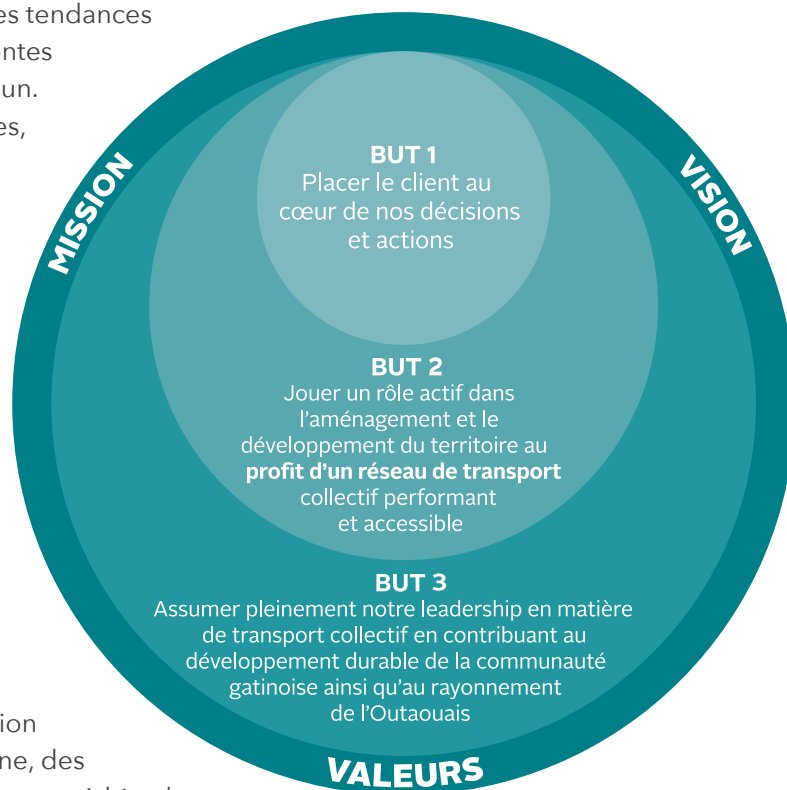 es tendances
entes
un.
es,
MISSION
VISION
BUT 1
Placer le client au
cœur de nos décisions
et actions
BUT 2
Jouer un rôle actif dans
l'aménagement et le
développement du territoire au
profit d'un réseau de transport
collectif performant
et accessible
BUT 3
Assumer pleinement notre leadership en matière
de transport collectif en contribuant au
développement durable de la communauté
gatinoise ainsi qu'au rayonnement
de l'Outaouais
tion
ne, des
VALEURS